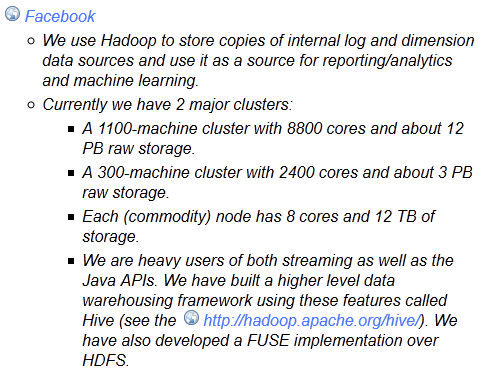 Facebook
We use Hadoop to store copies of internal log and dimension
data sources and use it as a source for reporting/analytics
and machine learning.
Currently we have 2 major clusters:
A 1100-machine cluster with 8800 cores and about 12
PB raw storage.
A 300-machine cluster with 2400 cores and about 3 PB
raw storage.
Each (commodity) node has 8 cores and 12 TB of
storage.
We are heavy users of both streaming as well as the
Java APIs. We have built a higher level data
warehousing framework using these features called
Hive (see the http://hadoop.apache.org/hive/). We
have also developed a FUSE implementation over
HDFS.